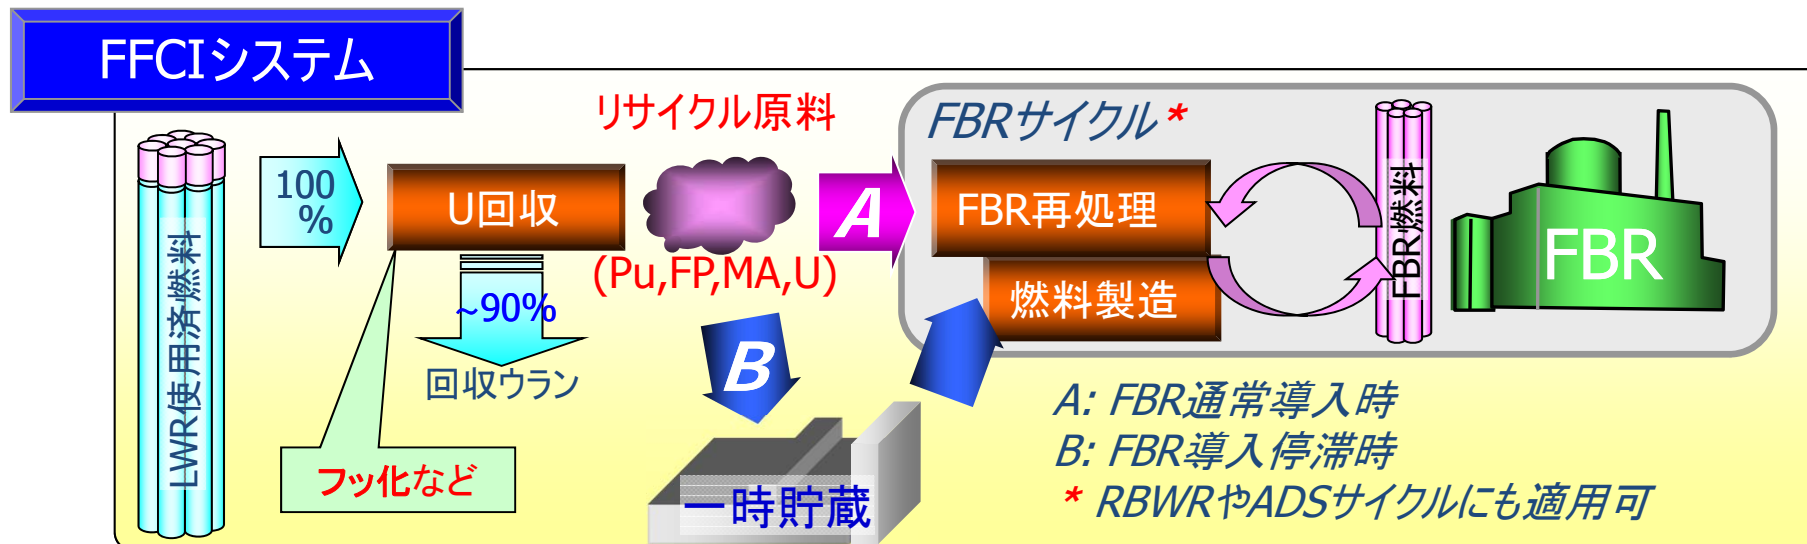 FFCIシステム
LWR使用済燃料
100
%
U回収
~90%
回収ウラン
フッ化など
リサイクル原料
(Pu,FP,MA,U)
A
B
一時貯蔵
FBRサイクル*
FBR再処理
燃料製造
FBR燃料
FBR
A: FBR通常導入時
B: FBR導入停滞時
* RBWRやADSサイクルにも適用可